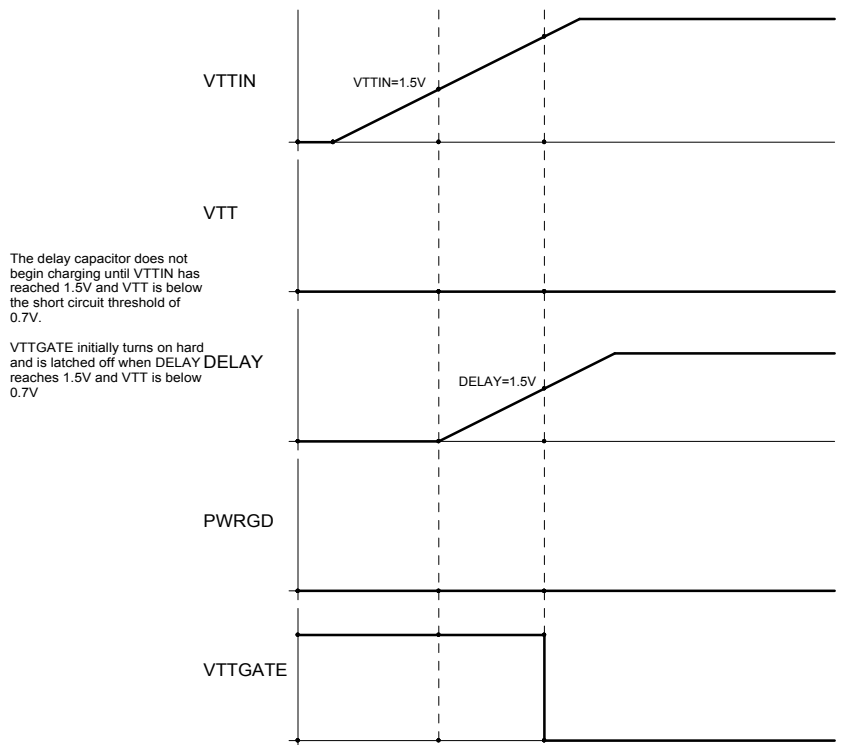 VTTIN
VTTIN=1.5V
VTT
The delay capacitor does not
begin charging until VTTIN has
reached 1.5V and VTT is below
the short circuit threshold of
0.7V.
VTTGATE initially turns on hard
and is latched off when DELAY
reaches 1.5V and VTT is below
0.7V
DELAY
DELAY=1.5V
PWRGD
VTTGATE